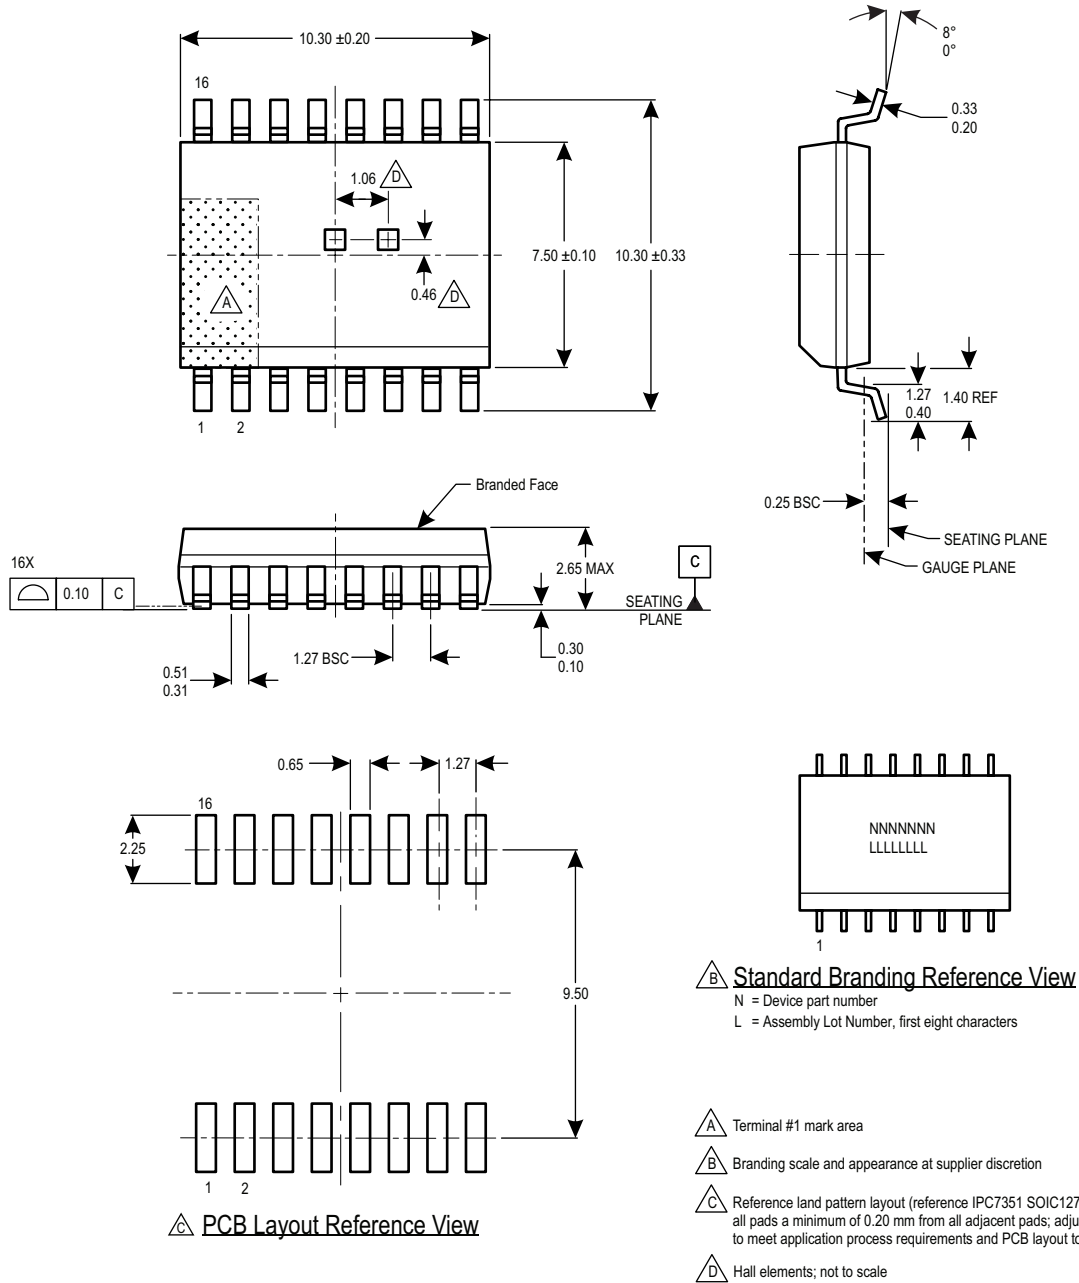 10.30 ±0.20
16
1.06
D
0.46
D
A
7.50 ±0.10
10.30 ±0.33
1
2
8°
0°
0.33
0.20
1.27
0.40
1.40 REF
0.25 BSC
SEATING PLANE
GAUGE PLANE
Branded Face
16X
0.10
C
2.65 MAX
C
SEATING
PLANE
1.27 BSC
0.30
0.10
0.51
0.31
0.65
1.27
16
2.25
9.50
1
2
C PCB Layout Reference View
NNNNNNN
LLLLLLLL
1
B Standard Branding Reference View
N = Device part number
L = Assembly Lot Number, first eight characters
A Terminal #1 mark area
B Branding scale and appearance at supplier discretion
C Reference land pattern layout (reference IPC7351 SOIC127
all pads a minimum of 0.20 mm from all adjacent pads;
to meet application process requirements and PCB layout
D Hall elements; not to scale